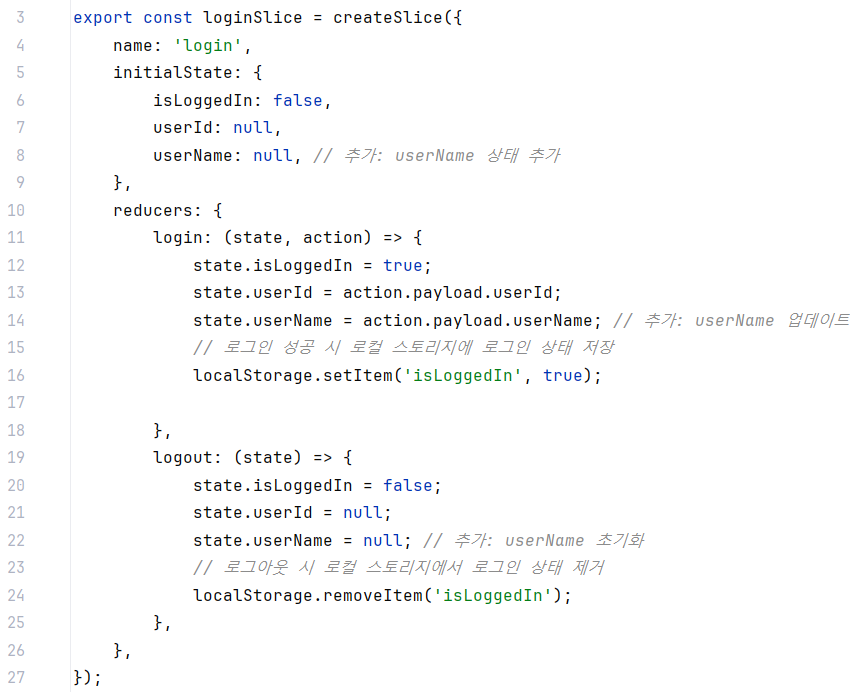 3 export const loginSlice = createSlice({
4     name: 'login',
5     initialState: {
6         isLoggedIn: false,
7         userId: null,
8         userName: null, // 추가: userName 상태 추가
9     },
10     reducers: {
11         login: (state, action) => {
12             state.isLoggedIn = true;
13             state.userId = action.payload.userId;
14             state.userName = action.payload.userName; // 추가: userName 업데이트
15             // 로그인 성공 시 로컬 스토리지에 로그인 상태 저장
16             localStorage.setItem('isLoggedIn', true);
17
18         },
19         logout: (state) => {
20             state.isLoggedIn = false;
21             state.userId = null;
22             state.userName = null; // 추가: userName 초기화
23             // 로그아웃 시 로컬 스토리지에서 로그인 상태 제거
24             localStorage.removeItem('isLoggedIn');
25         },
26     },
27 });